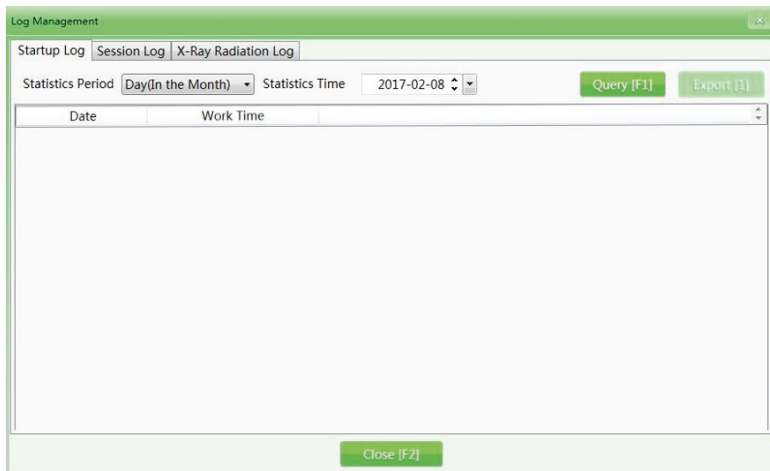 Log Management
Startup Log Session Log X-Ray Radiation Log
Statistics Period Day(In the Month) Statistics Time 2017-02-08 Query [F1] Export [1]
Date Work Time
Close [F2]